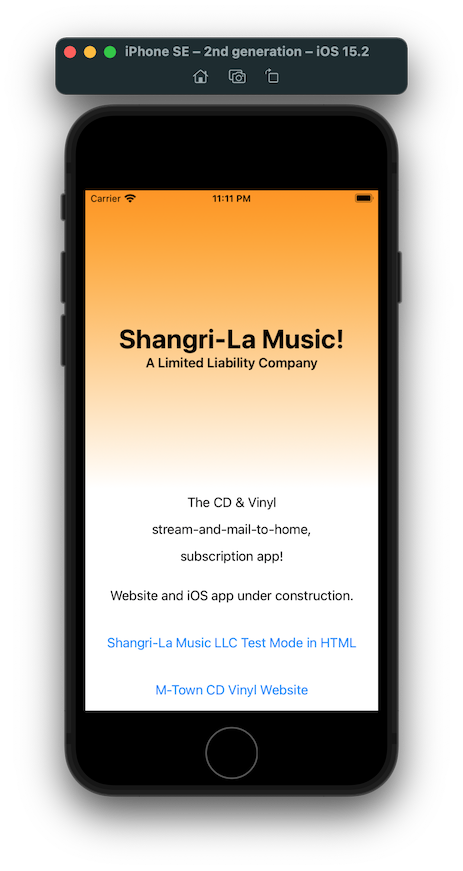 iPhone SE – 2nd generation – iOS 15.2
Carrier 11:11 PM
Shangri-La Music!
A Limited Liability Company
The CD & Vinyl
stream-and-mail-to-home,
subscription app!
Website and iOS app under construction.
Shangri-La Music LLC Test Mode in HTML
M-Town CD Vinyl Website